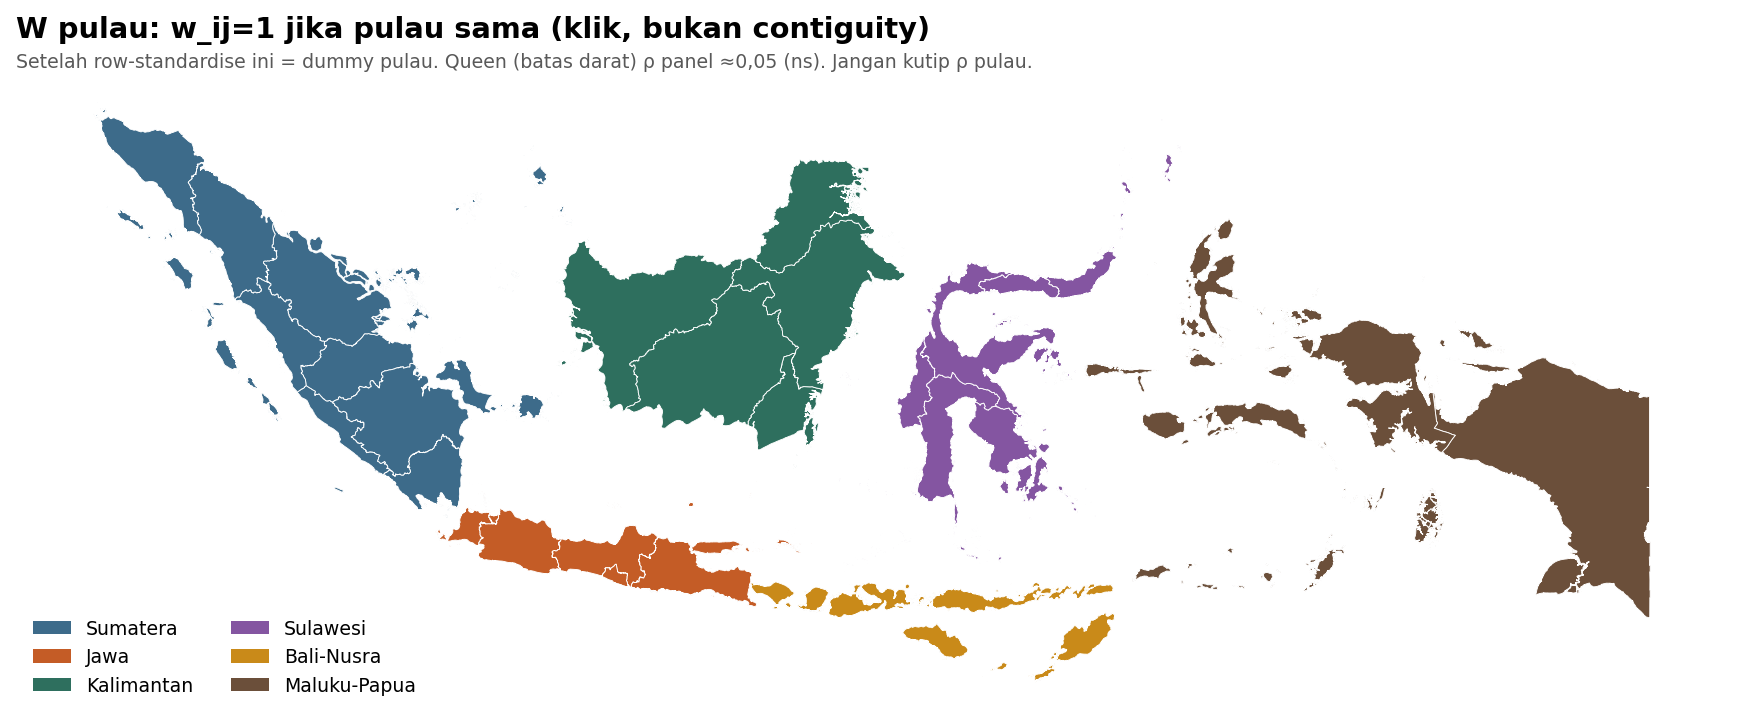 W pulau: w_ij=1 jika pulau sama (klik, bukan contiguity)
Setelah row-standardise ini = dummy pulau. Queen (batas darat) ρ panel ≈0,05 (ns). Jangan kutip ρ pulau.
Sumatera
Jawa
Kalimantan
Sulawesi
Bali-Nusra
Maluku-Papua